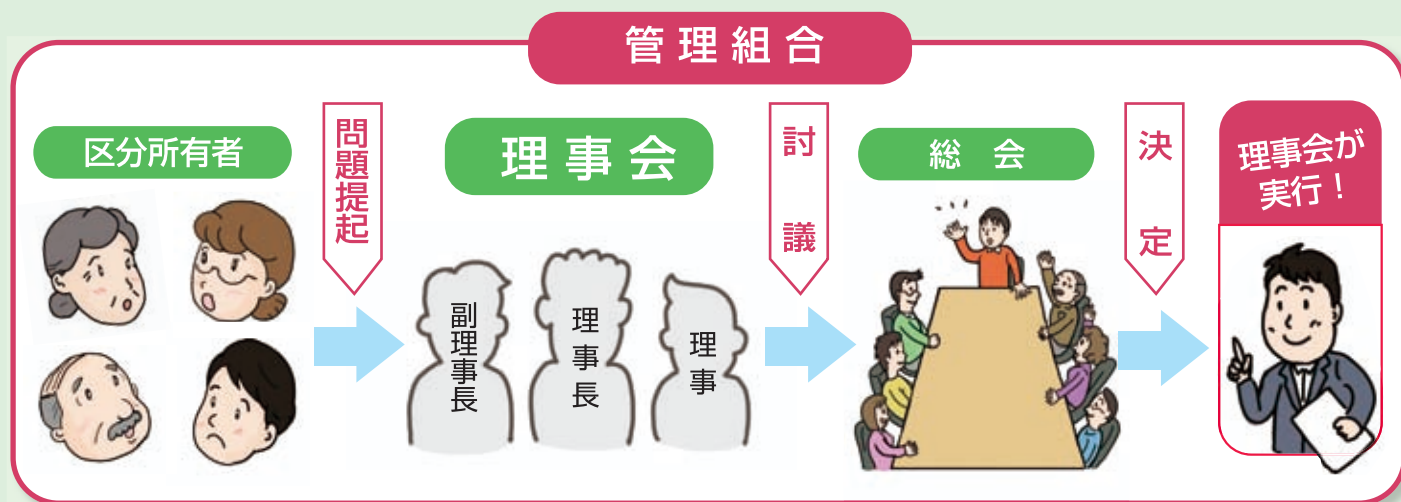 管理組合
区分所有者
問題提起
理事会
副理事長
理事長
理事
討議
総会
決定
理事会が
実行！